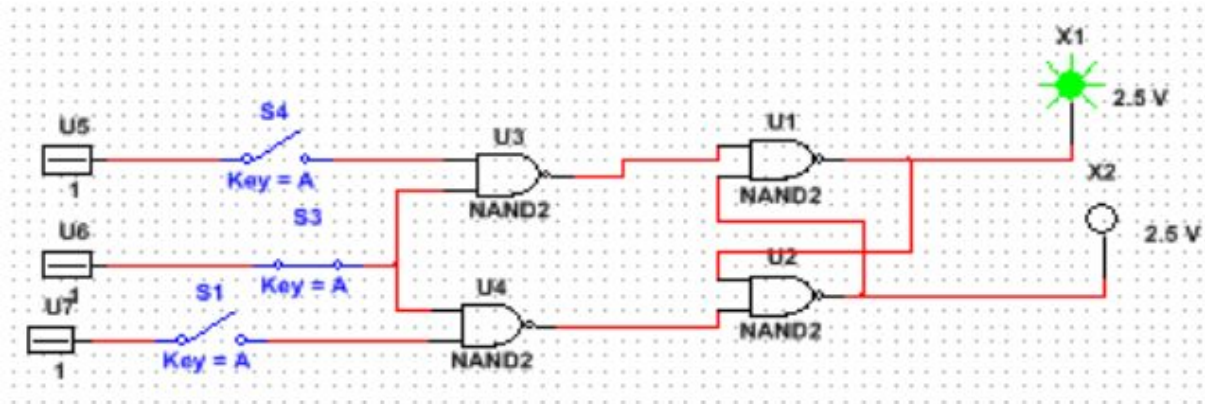 X1
2.5 V
U5
1
S4
Key = A
U3
NAND2
U1
NAND2
X2
2.5 V
U6
1
S3
Key = A
U2
NAND2
U7
1
S1
Key = A
U4
NAND2